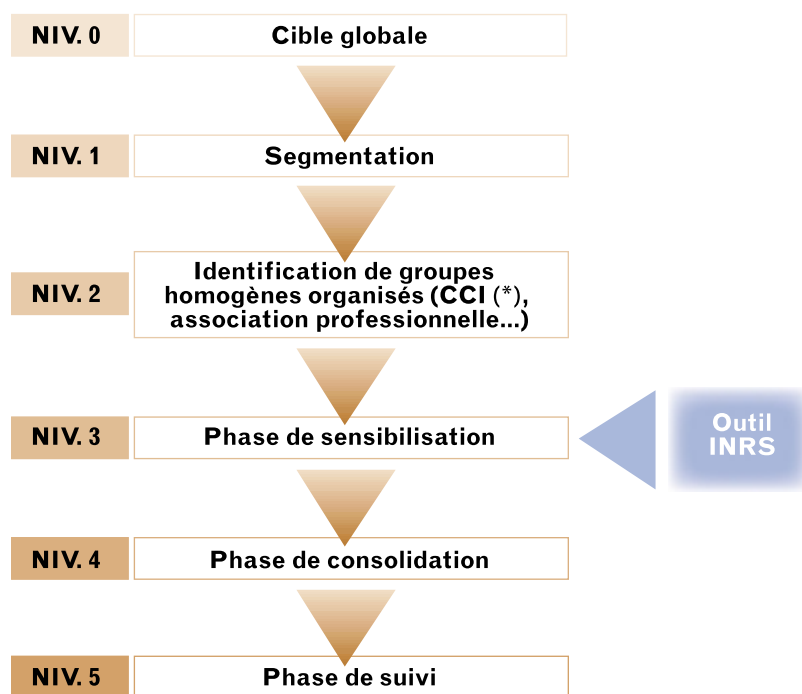 NIV. 0 Cible globale
NIV. 1 Segmentation
NIV. 2 Identification de groupes
homogènes organisés (CCI (*),
association professionnelle...)
NIV. 3 Phase de sensibilisation
Outil
INRS
NIV. 4 Phase de consolidation
NIV. 5 Phase de suivi